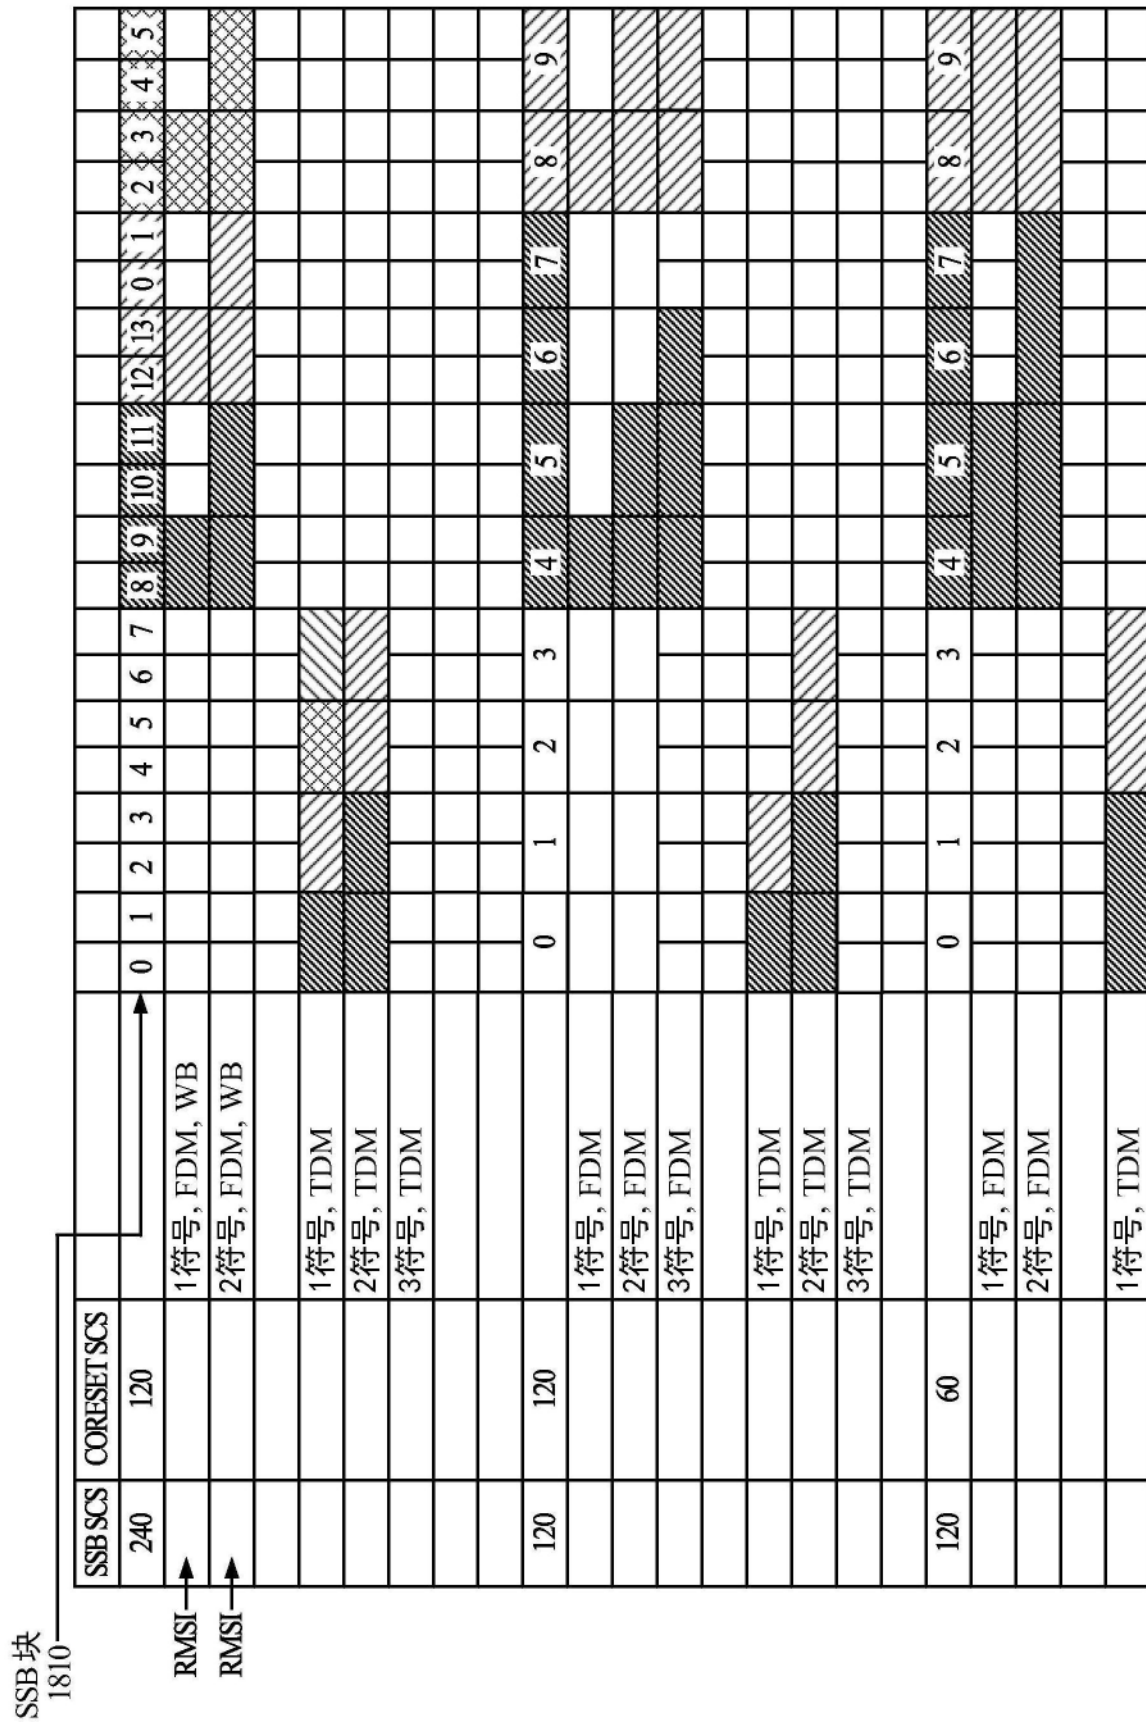 SSB 块
1810
SSB SCS CORESET SCS
240 120 0 1 2 3 4 5 6 7 8 9 10 11 12 13 0 1 2 3 4 5
RMSI 1符号, FDM, WB
RMSI 2符号, FDM, WB
1符号, TDM
2符号, TDM
3符号, TDM
120 120 0 1 2 3 4 5 6 7 8 9
1符号, FDM
2符号, FDM
3符号, FDM
1符号, TDM
2符号, TDM
3符号, TDM
120 60 0 1 2 3 4 5 6 7 8 9
1符号, FDM
2符号, FDM
1符号, TDM